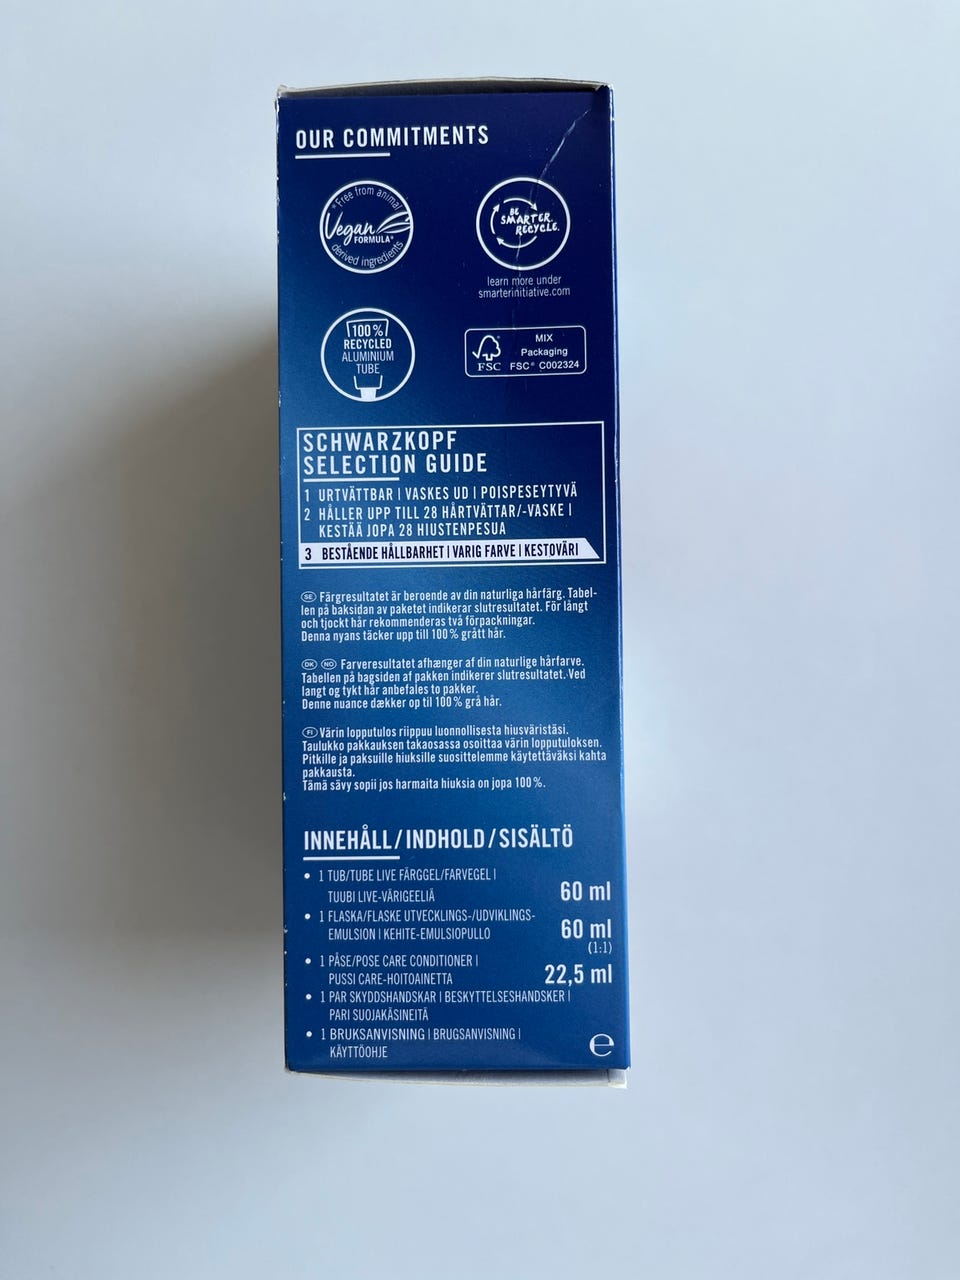 OUR COMMITMENTS
*Free from animal
Vegan
FORMULA*
derived ingredients
BE
SMARTER.
RECYCLE.
learn more under
smarterinitiative.com
100%
RECYCLED
ALUMINIUM
TUBE
MIX
Packaging
FSC FSC® C002324
SCHWARZKOPF
SELECTION GUIDE
1 URTVÄTTBAR | VASKES UD | POISPESEYTYVÄ
2 HÅLLER UPP TILL 28 HÅRTVÄTTAR/-VASKE |
KESTÄÄ JOPA 28 HIUSTENPESUA
3 BESTÅENDE HÅLLBARHET | VARIG FARVE | KESTOVÄRI
SE Färgresultatet är beroende av din naturliga hårfärg. Tabel-
len på baksidan av paketet indikerar slutresultatet. För långt
och tjockt hår rekommenderas två förpackningar.
Denna nyans täcker upp till 100% grått hår.
DK NO Farveresultatet afhænger af din naturlige hårfarve.
Tabellen på bagsiden af pakken indikerer slutresultatet. Ved
langt og tykt hår anbefales to pakker.
Denne nuance dækker op til 100% grå hår.
FI Värin lopputulos riippuu luonnollisesta hiusväristäsi.
Taulukko pakkauksen takaosassa osoittaa värin lopputuloksen.
Pitkille ja paksuille hiuksille suosittelemme käytettäväksi kahta
pakkausta.
Tämä sävy sopii jos harmaita hiuksia on jopa 100%.
INNEHÅLL/INDHOLD/SISÄLTÖ
• 1 TUB/TUBE LIVE FÄRGGEL/FARVEGEL |
TUUBI LIVE-VÄRIGEELIÄ 60 ml
• 1 FLASKA/FLASKE UTVECKLINGS-/UDVIKLINGS-
EMULSION | KEHITE-EMULSIOPULLO 60 ml
(1:1)
• 1 PÅSE/POSE CARE CONDITIONER |
PUSSI CARE-HOITOAINETTA 22,5 ml
• 1 PAR SKYDDSHANDSKAR | BESKYTTELSESHANDSKER |
PARI SUOJAKÄSINEITÄ
• 1 BRUKSANVISNING | BRUGSANVISNING |
KÄYTTÖOHJE
℮